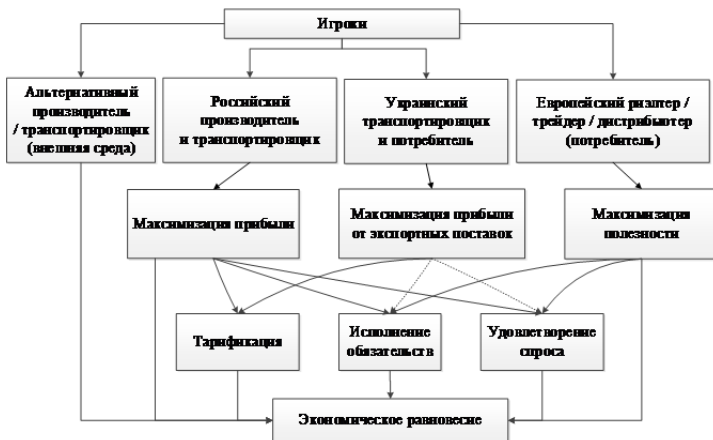 Игроки
Альтернативный
производитель
/ транспортировщик
(внешняя среда)
Российский
производитель
и транспортировщик
Украинский
транспортировщик
и потребитель
Европейский риэлтер /
трейдер / дистрибьютер
(потребитель)
Максимизация прибыли
Максимизация прибыли
от экспортных поставок
Максимизация
полезности
Тарификация
Исполнение
обязательств
Удовлетворение
спроса
Экономическое равновесие